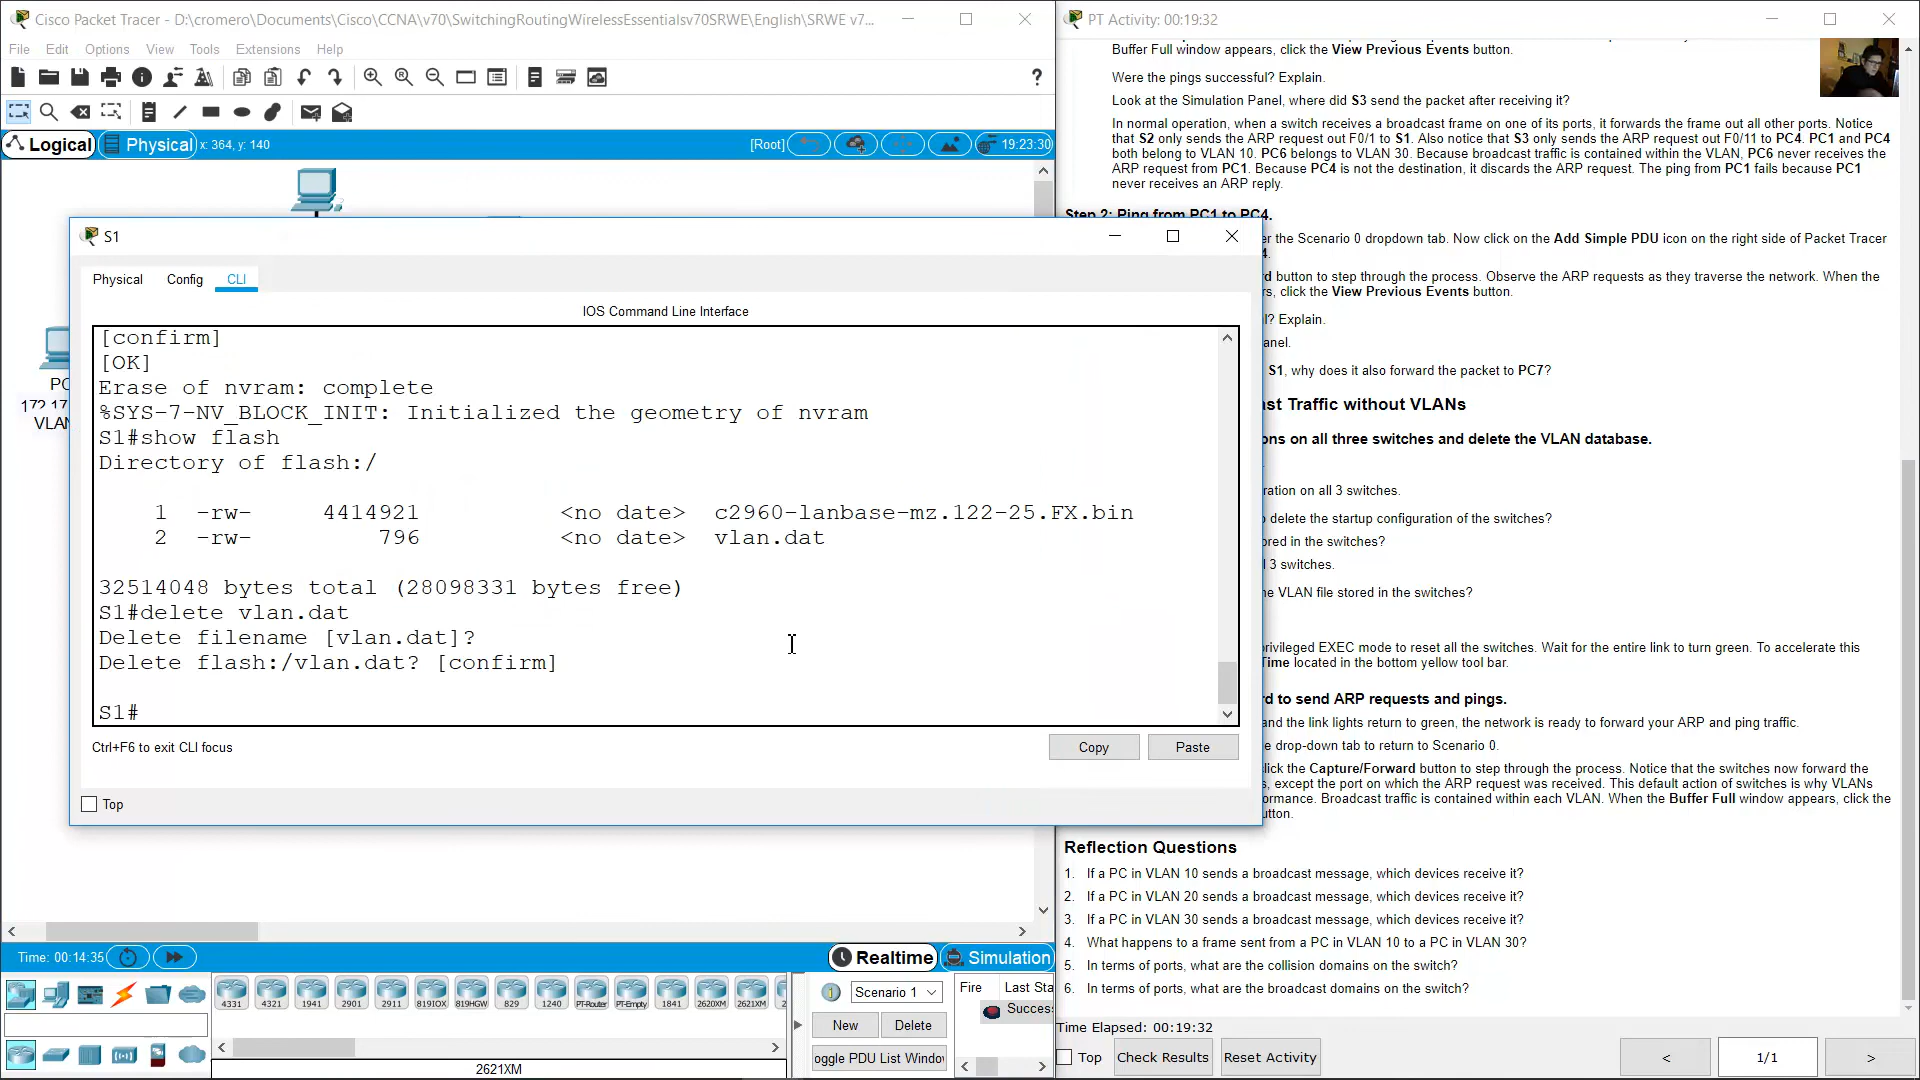 Cisco Packet Tracer - D:\cromero\Documents\Cisco\CCNA\v70\SwitchingRoutingWirelessEssentialsv70SRWE\English\SRWE v7...
File Edit Options View Tools Extensions Help
Logical Physical x: 364, y: 140 [Root] 19:23:30
PC
172.17
VLAN
S1
Physical Config CLI
IOS Command Line Interface
[confirm]
[OK]
Erase of nvram: complete
%SYS-7-NV_BLOCK_INIT: Initialized the geometry of nvram
S1#show flash
Directory of flash:/
1 -rw- 4414921 <no date> c2960-lanbase-mz.122-25.FX.bin
2 -rw- 796 <no date> vlan.dat
32514048 bytes total (28098331 bytes free)
S1#delete vlan.dat
Delete filename [vlan.dat]?
Delete flash:/vlan.dat? [confirm]
S1#
Ctrl+F6 to exit CLI focus
Copy Paste
Top
Time: 00:14:35
Realtime Simulation
4331 4321 1941 2901 2911 819IOX 819HGW 829 1240 PT-Router PT-Empty 1841 2620XM 2621XM
2621XM
Scenario 1
New Delete
oggle PDU List Window
Fire Last Sta
Success
PT Activity: 00:19:32
Buffer Full window appears, click the View Previous Events button.
Were the pings successful? Explain.
Look at the Simulation Panel, where did S3 send the packet after receiving it?
In normal operation, when a switch receives a broadcast frame on one of its ports, it forwards the frame out all other ports. Notice
that S2 only sends the ARP request out F0/1 to S1. Also notice that S3 only sends the ARP request out F0/11 to PC4. PC1 and PC4
both belong to VLAN 10. PC6 belongs to VLAN 30. Because broadcast traffic is contained within the VLAN, PC6 never receives the
ARP request from PC1. Because PC4 is not the destination, it discards the ARP request. The ping from PC1 fails because PC1
never receives an ARP reply.
Step 2: Ping from PC1 to PC4.
er the Scenario 0 dropdown tab. Now click on the Add Simple PDU icon on the right side of Packet Tracer
4.
rd button to step through the process. Observe the ARP requests as they traverse the network. When the
s, click the View Previous Events button.
l? Explain.
anel.
S1, why does it also forward the packet to PC7?
ast Traffic without VLANs
ons on all three switches and delete the VLAN database.
ration on all 3 switches.
o delete the startup configuration of the switches?
ored in the switches?
l 3 switches.
he VLAN file stored in the switches?
privileged EXEC mode to reset all the switches. Wait for the entire link to turn green. To accelerate this
Time located in the bottom yellow tool bar.
rd to send ARP requests and pings.
and the link lights return to green, the network is ready to forward your ARP and ping traffic.
e drop-down tab to return to Scenario 0.
lick the Capture/Forward button to step through the process. Notice that the switches now forward the
s, except the port on which the ARP request was received. This default action of switches is why VLANs
ormance. Broadcast traffic is contained within each VLAN. When the Buffer Full window appears, click the
utton.
Reflection Questions
1. If a PC in VLAN 10 sends a broadcast message, which devices receive it?
2. If a PC in VLAN 20 sends a broadcast message, which devices receive it?
3. If a PC in VLAN 30 sends a broadcast message, which devices receive it?
4. What happens to a frame sent from a PC in VLAN 10 to a PC in VLAN 30?
5. In terms of ports, what are the collision domains on the switch?
6. In terms of ports, what are the broadcast domains on the switch?
Time Elapsed: 00:19:32
Top Check Results Reset Activity < 1/1 >